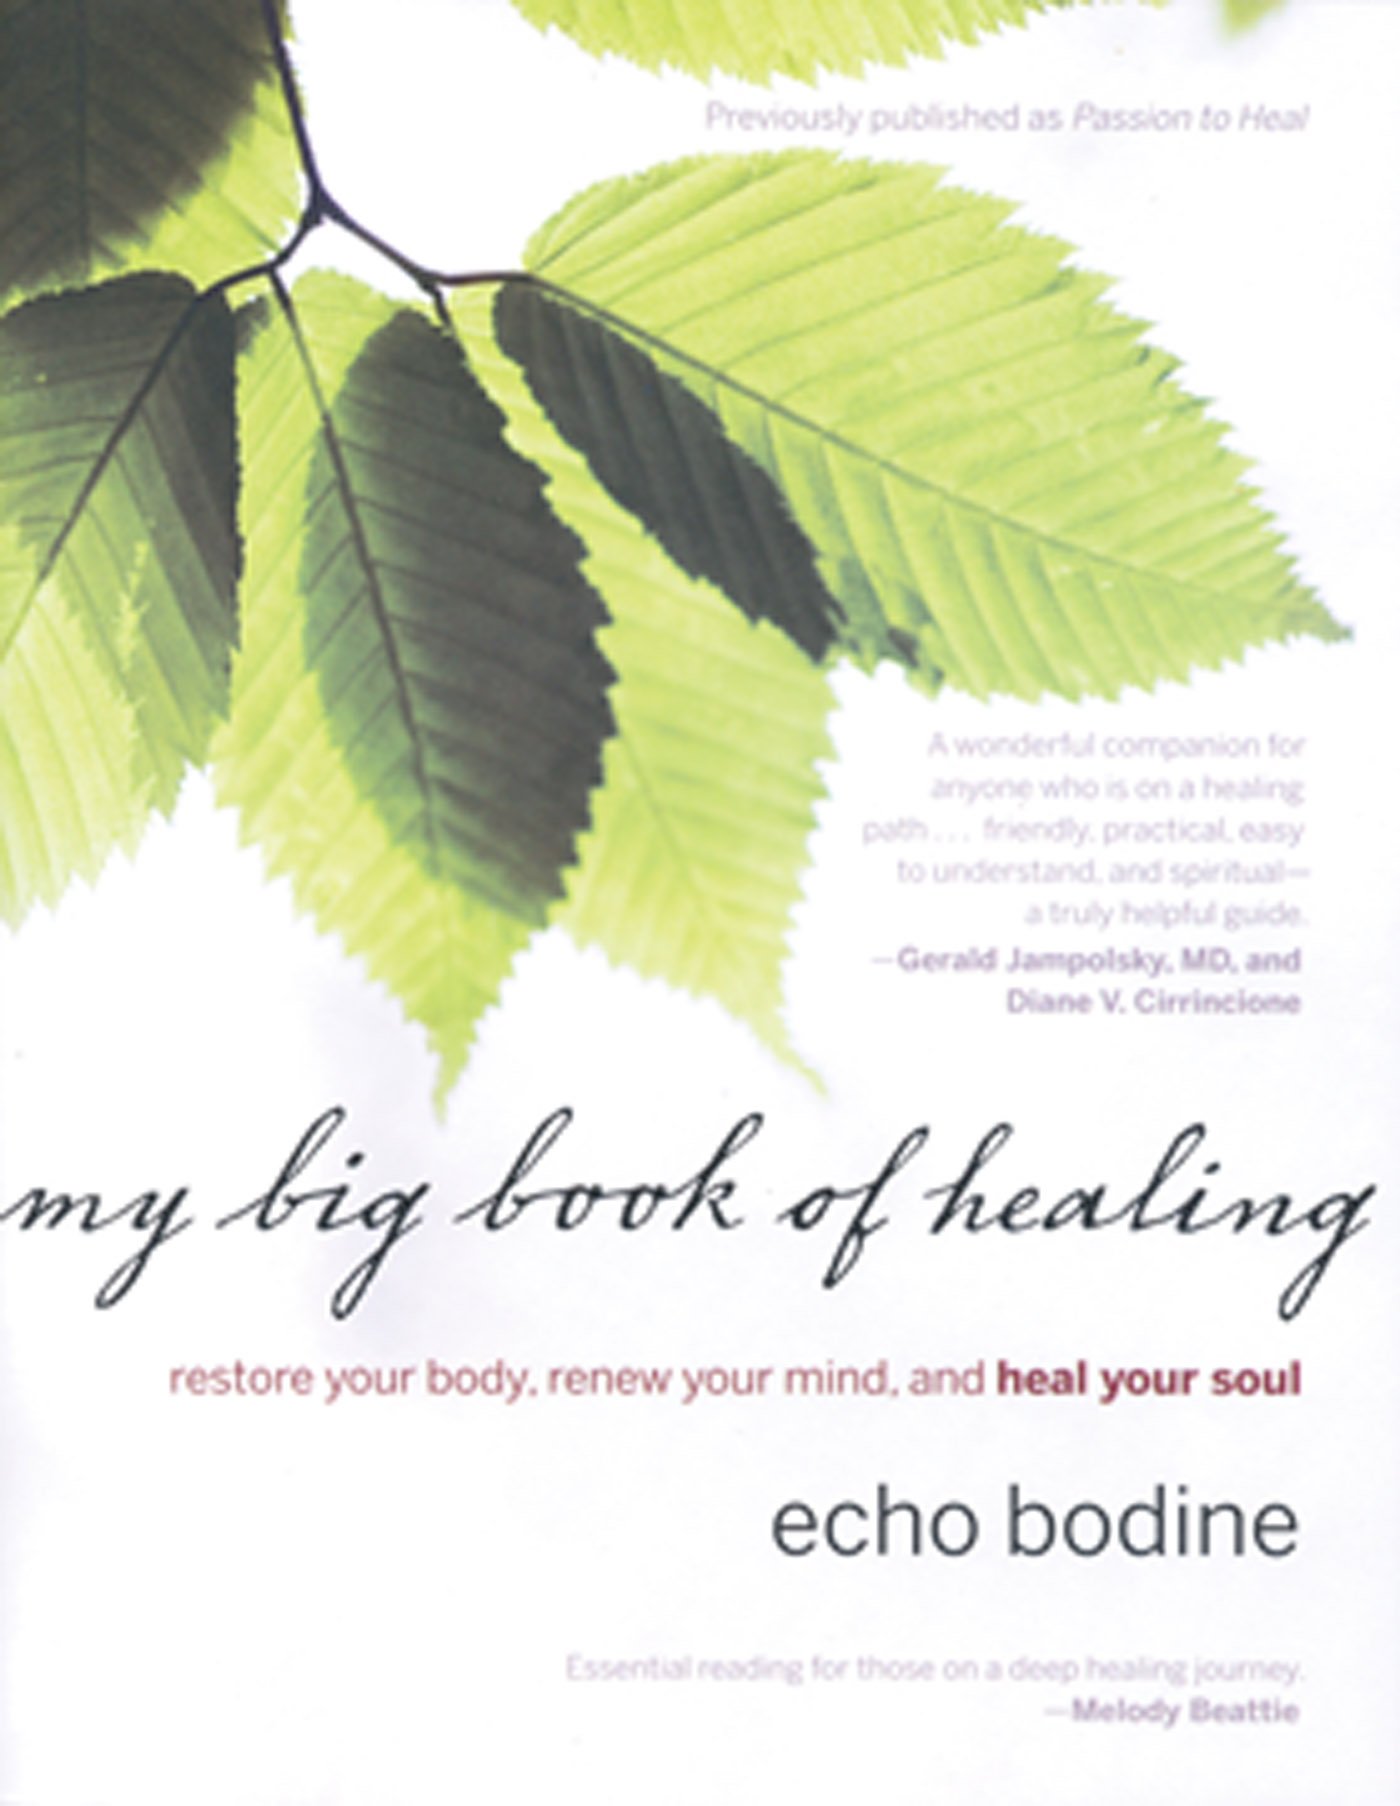 Previously published as Passion to Heal
A wonderful companion for
anyone who is on a healing
path... friendly, practical, easy
to understand, and spiritual—
a truly helpful guide.
—Gerald Jampolsky, MD, and
Diane V. Cirrincione
my big book of healing
restore your body, renew your mind, and heal your soul
echo bodine
Essential reading for those on a deep healing journey.
—Melody Beattie